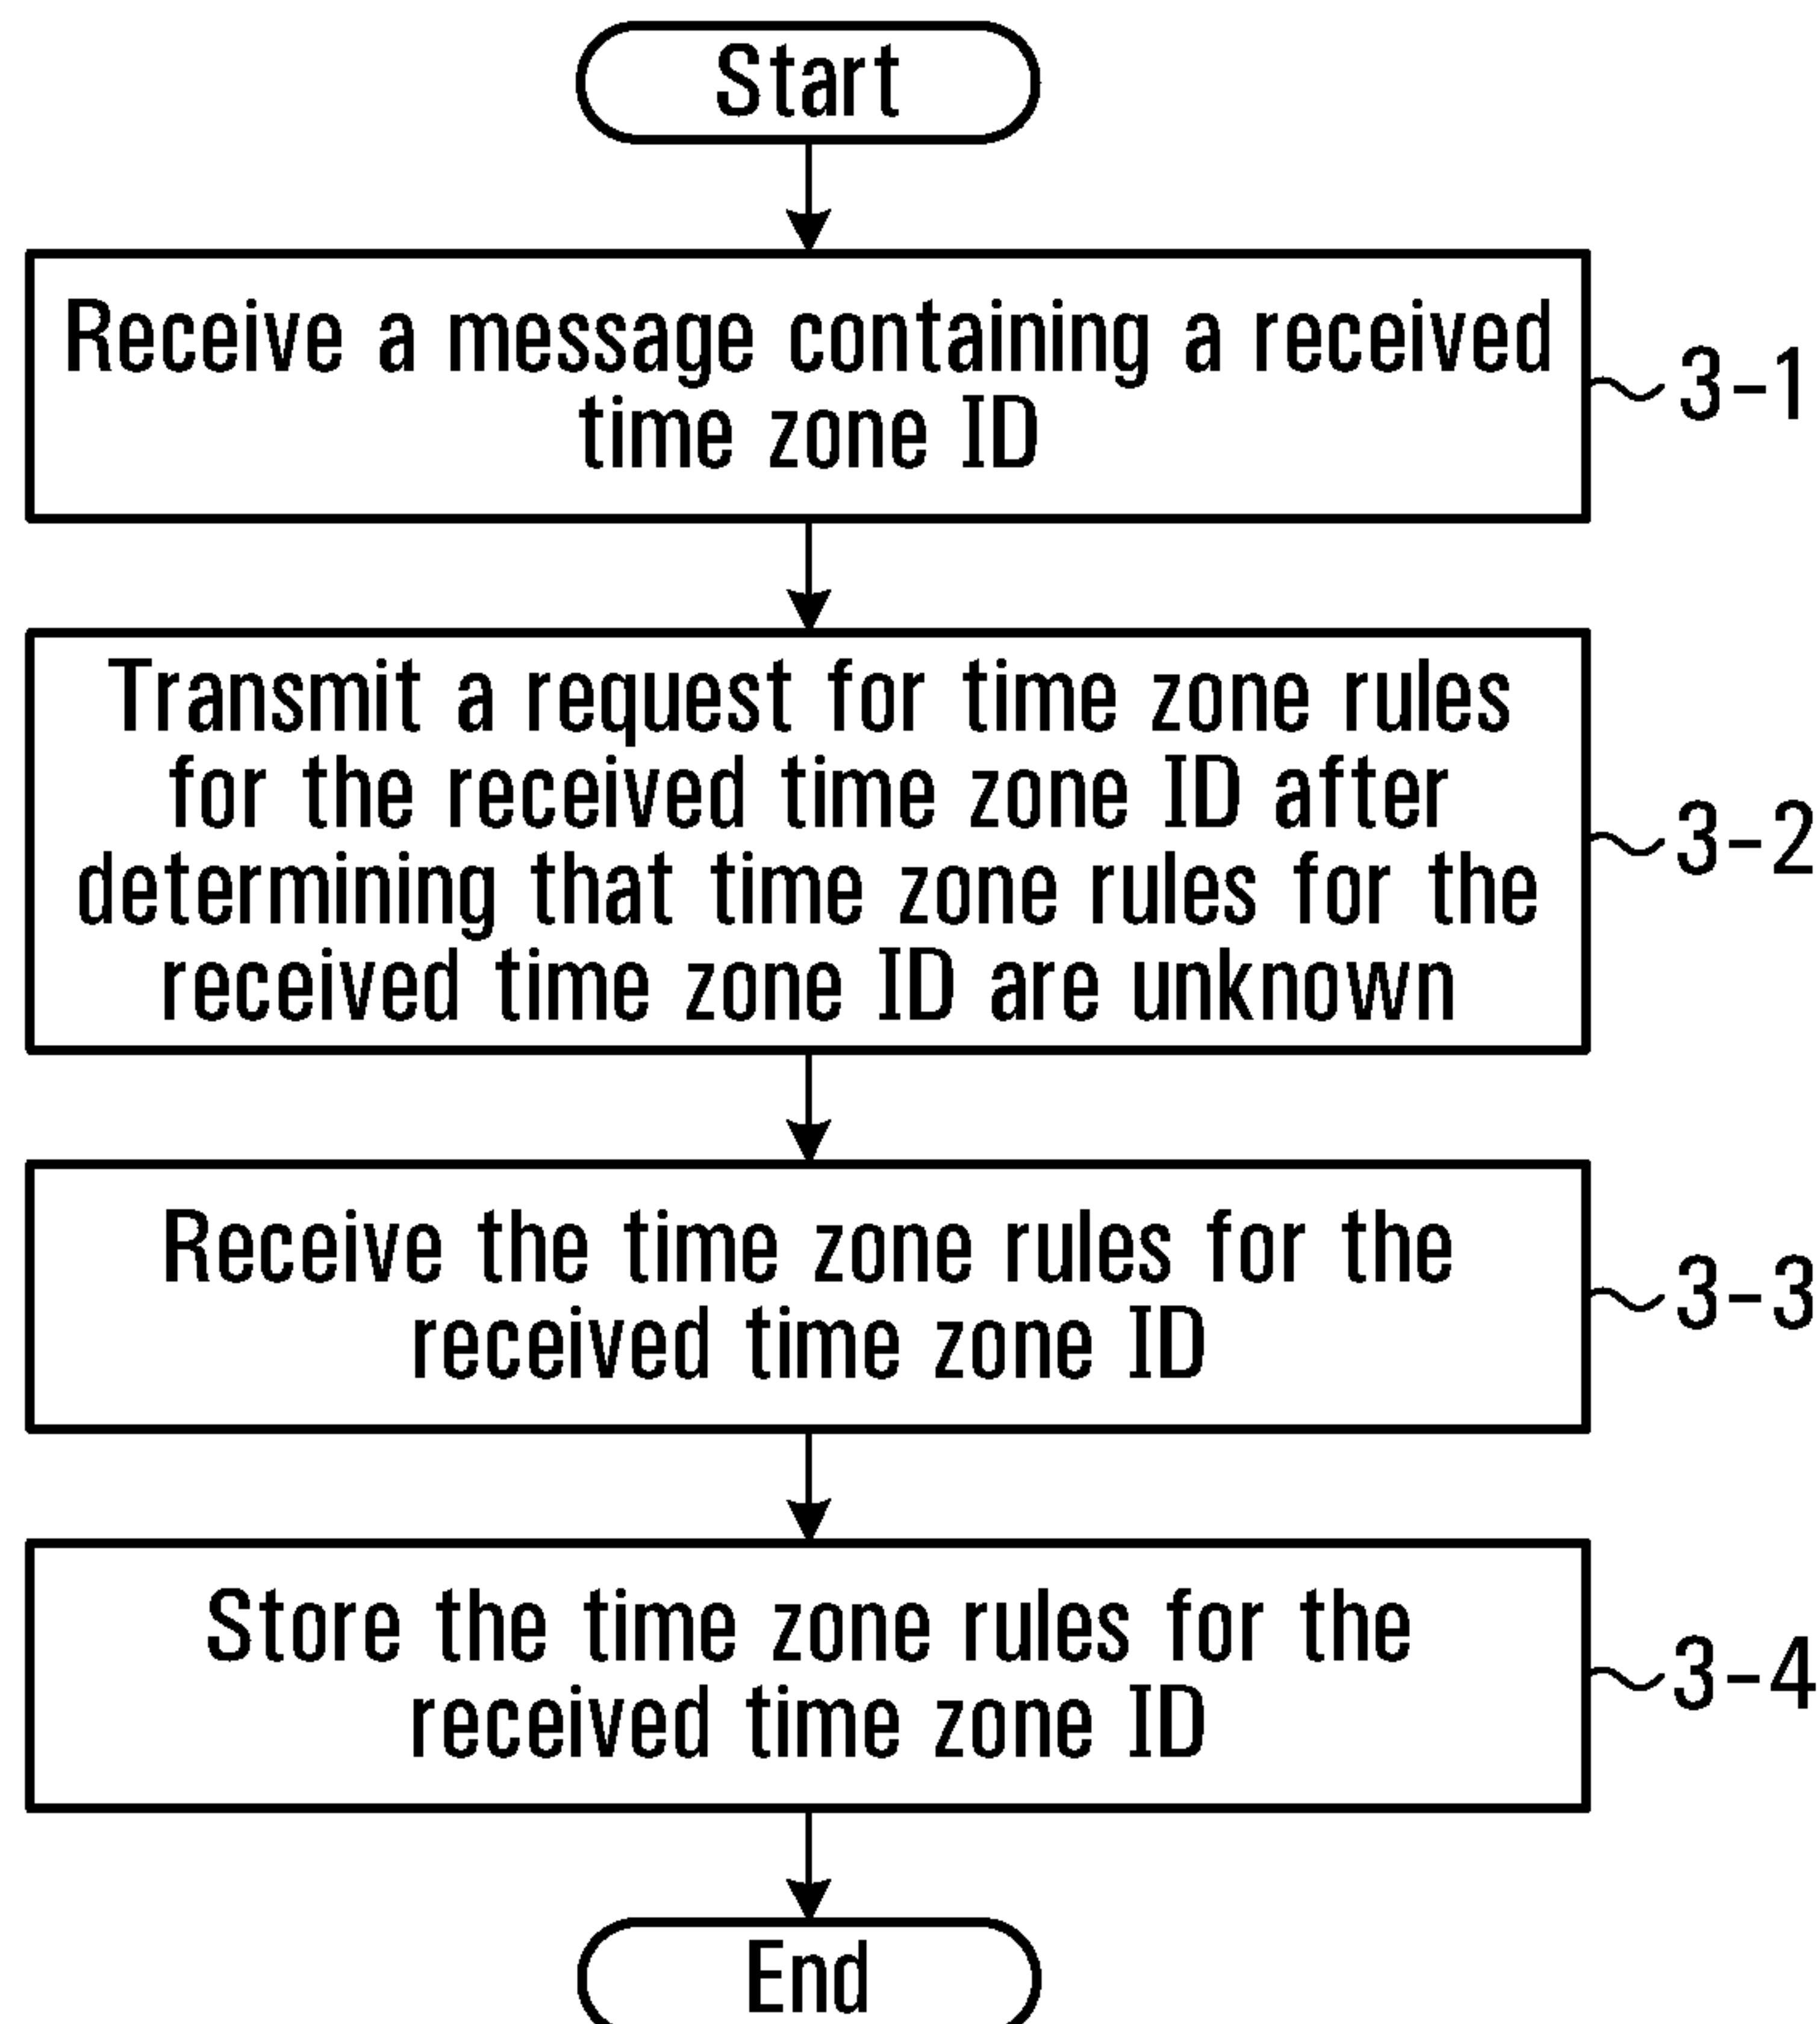 Start
Receive a message containing a received
time zone ID
3-1
Transmit a request for time zone rules
for the received time zone ID after
determining that time zone rules for the
received time zone ID are unknown
3-2
Receive the time zone rules for the
received time zone ID
3-3
Store the time zone rules for the
received time zone ID
3-4
End